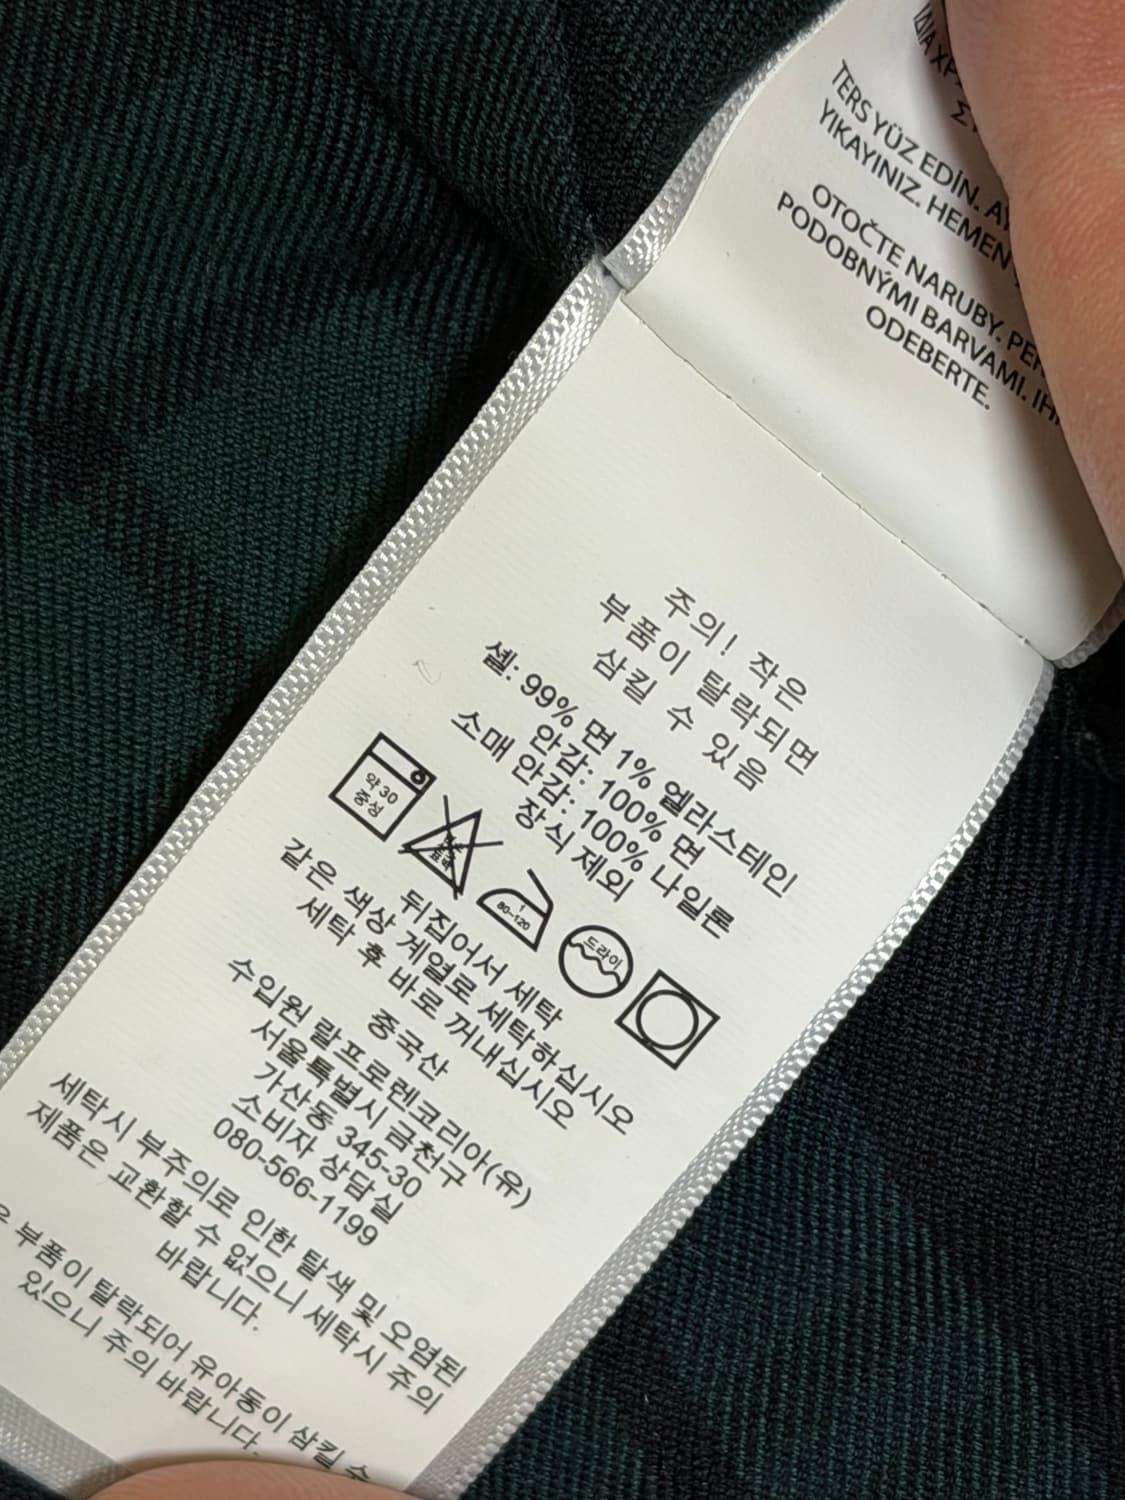 TERS YÜZ EDİN.
YIKAYINIZ. HEMEN
OTOČTE NARUBY.
PODOBNÝMI BARVAMI.
ODEBERTE.
주의! 작은
부품이 탈락되면
삼킬 수 있음
셸: 99% 면 1% 엘라스테인
안감: 100% 면
소매 안감: 100% 나일론
장식 제외
약 30
중성
80~120
드라이
뒤집어서 세탁
같은 색상 계열로 세탁하십시오
세탁 후 바로 꺼내십시오
중국산
수입원 랄프로렌코리아(유)
서울특별시 금천구
가산동 345-30
소비자 상담실
080-566-1199
세탁시 부주의로 인한 탈색 및 오염된
제품은 교환할 수 없으니 세탁시 주의
바랍니다.
부품이 탈락되어 유아동이 삼킬 수
있으니 주의 바랍니다.